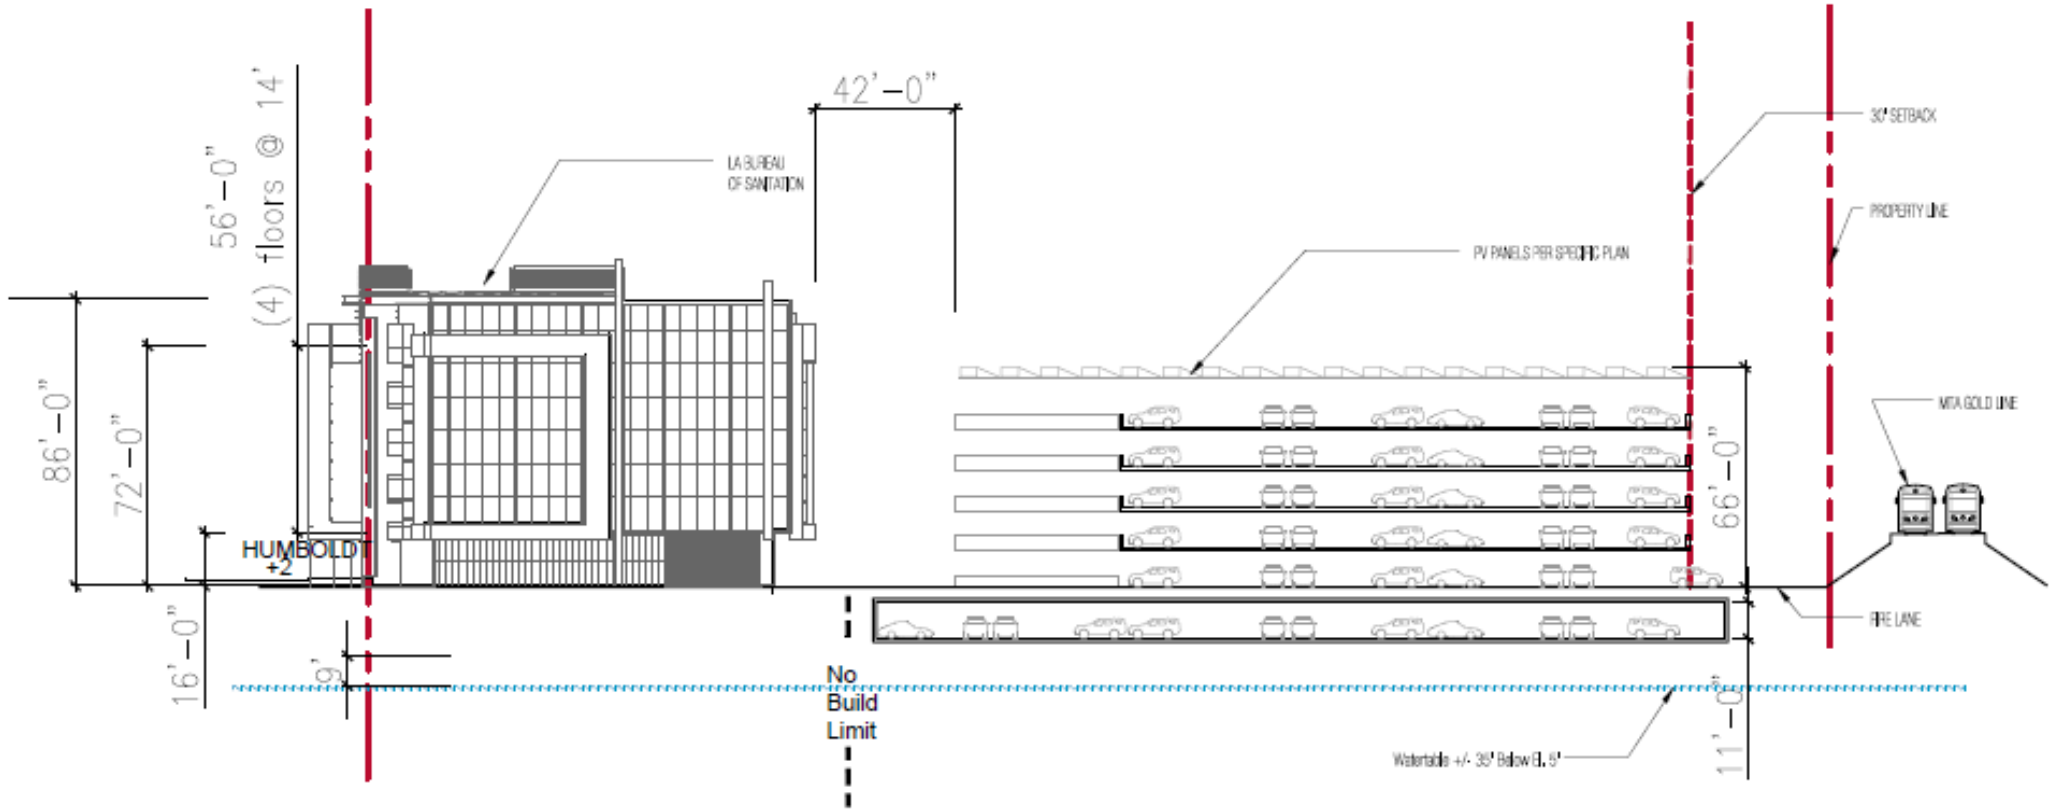 56'-0"
(4) floors @ 14'
42'-0"
30' SETBACK
LA BUREAU
OF SANITATION
PROPERTY LINE
PV PANELS PER SPECIFIC PLAN
86'-0"
72'-0"
MTA GOLD LINE
66'-0"
HUMBOLDT
+2
16'-0"
9'
FIRE LANE
No
Build
Limit
11'-0"
Watertable +/- 35' Below El. 5'